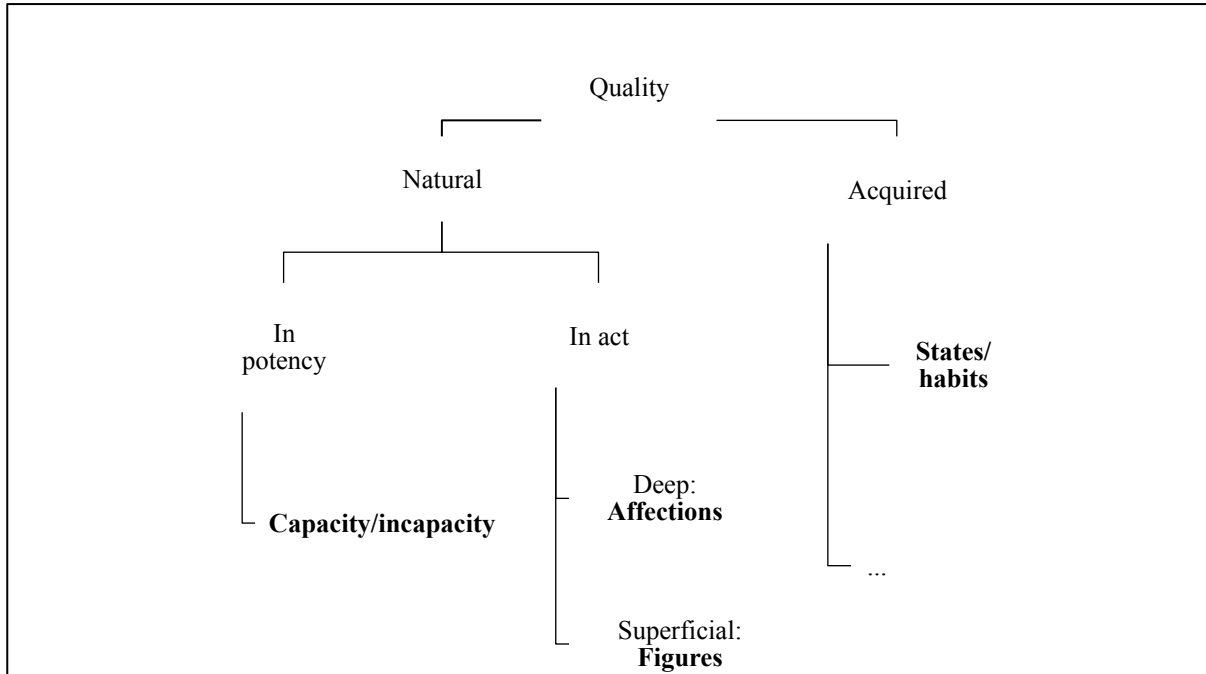 Quality
Natural
Acquired
In
potency
In act
States/
habits
Capacity/incapacity
Deep:
Affections
...
Superficial:
Figures